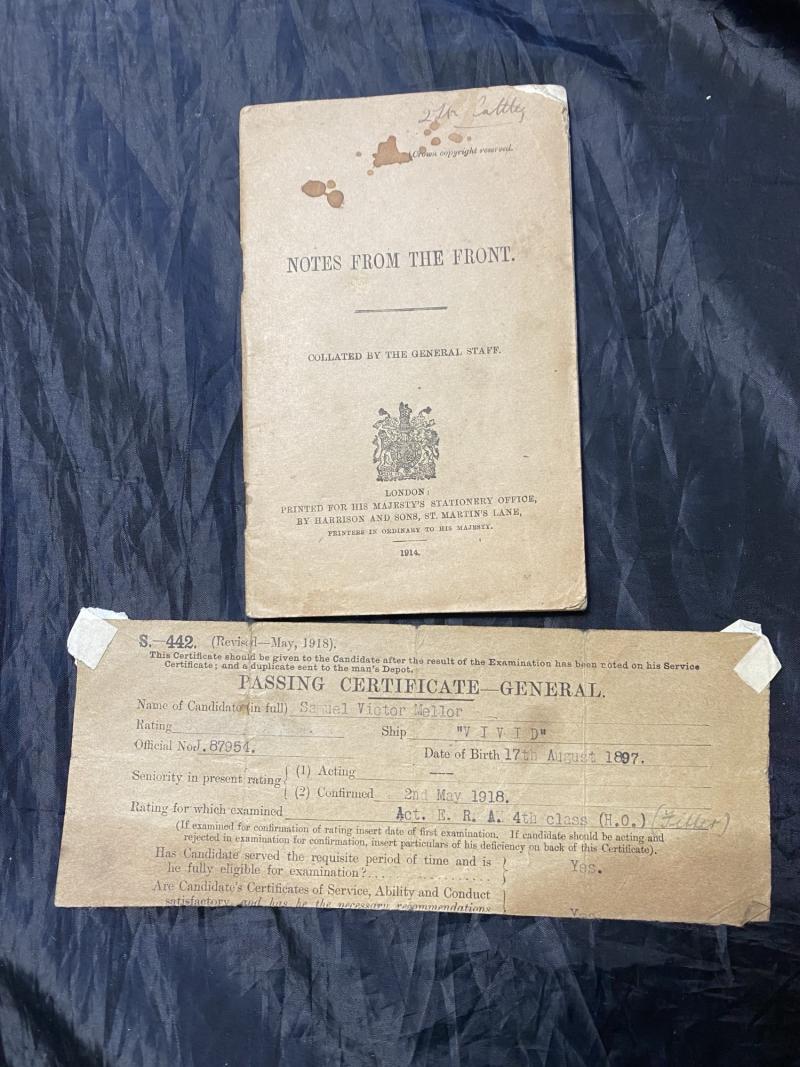 Crown copyright reserved.
NOTES FROM THE FRONT.
COLLATED BY THE GENERAL STAFF.
LONDON:
PRINTED FOR HIS MAJESTY'S STATIONERY OFFICE,
BY HARRISON AND SONS, ST. MARTIN'S LANE,
PRINTERS IN ORDINARY TO HIS MAJESTY.
1914.
S.—442. (Revised—May, 1918).
This Certificate should be given to the Candidate after the result of the Examination has been noted on his Service
Certificate; and a duplicate sent to the man's Depot.
PASSING CERTIFICATE—GENERAL.
Name of Candidate (in full) Samuel Victor Mellor
Rating Ship "V I V I D"
Official No. J.87954. Date of Birth 17th August 1897.
Seniority in present rating { (1) Acting —
(2) Confirmed 2nd May 1918.
Rating for which examined Act. E. R. A. 4th class (H.O.) (Fitter)
(If examined for confirmation of rating insert date of first examination. If candidate should be acting and
rejected in examination for confirmation, insert particulars of his deficiency on back of this Certificate).
Has Candidate served the requisite period of time and is
he fully eligible for examination? } Yes.
Are Candidate's Certificates of Service, Ability and Conduct
satisfactory, and has he the necessary recommendations